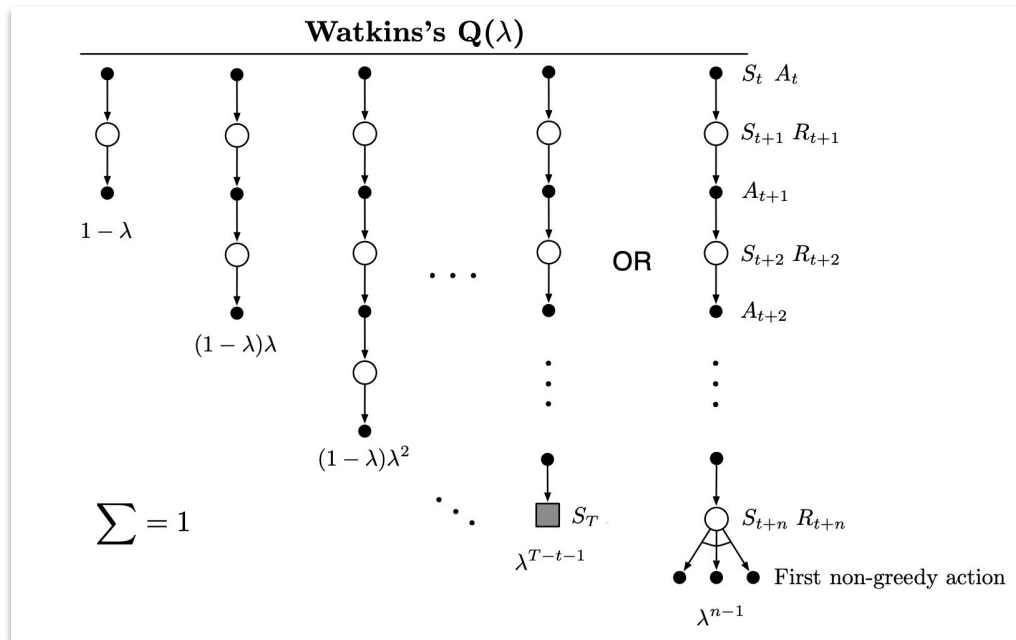 Watkins's Q(λ)
S_t A_t
S_{t+1} R_{t+1}
A_{t+1}
1 − λ
S_{t+2} R_{t+2}
OR
A_{t+2}
(1 − λ)λ
(1 − λ)λ²
∑ = 1
S_T
S_{t+n} R_{t+n}
λ^{T−t−1}
First non-greedy action
λ^{n−1}